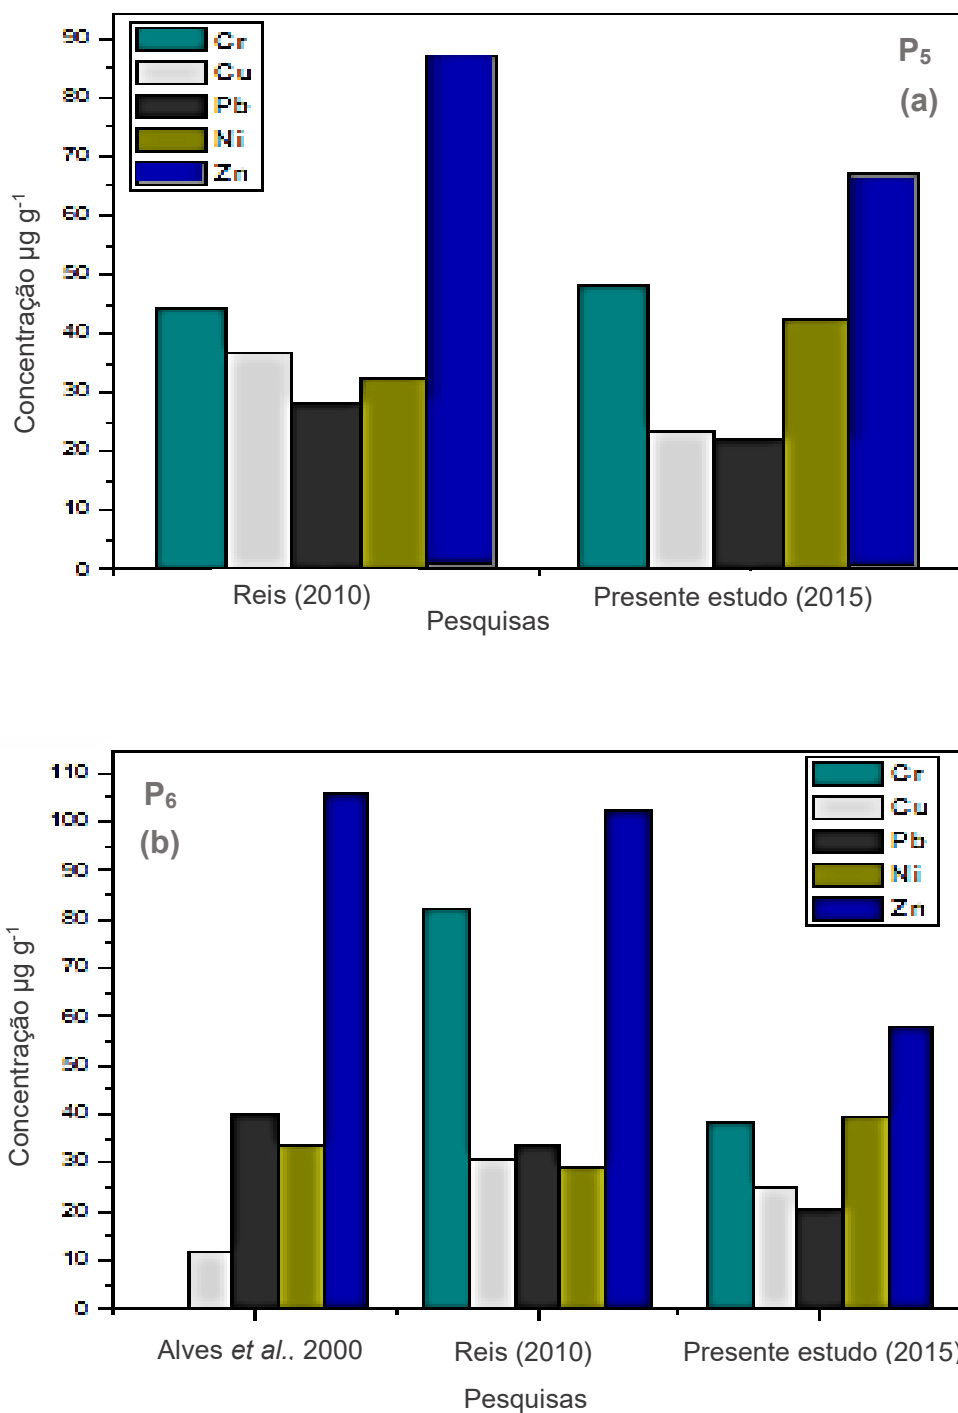 Concentração µg g-1
90
80
70
60
50
40
30
20
10
0
Cr
Cu
Pb
Ni
Zn
P5
(a)
Reis (2010)
Presente estudo (2015)
Pesquisas
Concentração µg g-1
110
100
90
80
70
60
50
40
30
20
10
0
P6
(b)
Cr
Cu
Pb
Ni
Zn
Alves et al., 2000
Reis (2010)
Presente estudo (2015)
Pesquisas